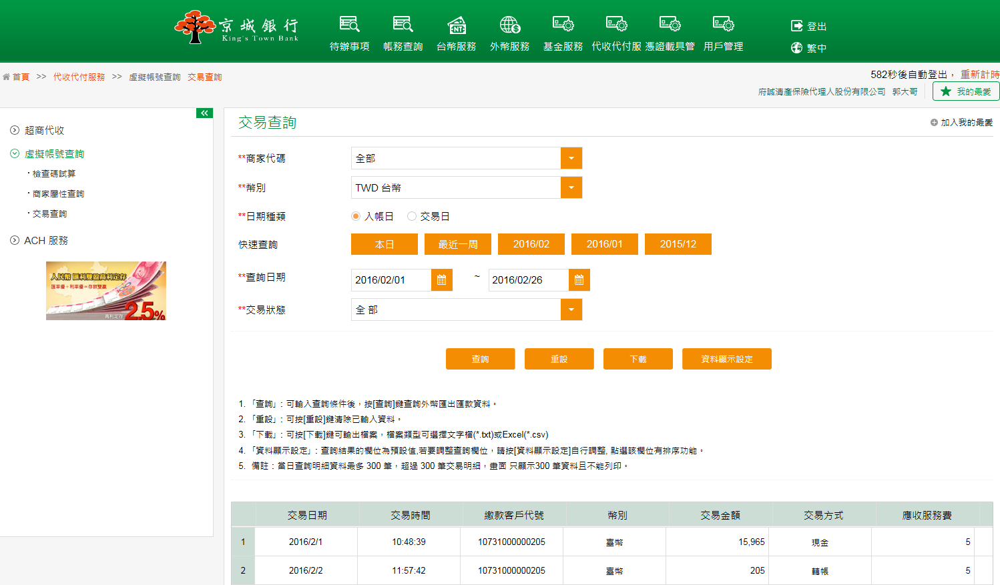 京城銀行
King's Town Bank
待辦事項 帳務查詢 台幣服務 外幣服務 基金服務 代收代付服 憑證載具管 用戶管理
登出
繁中
首頁 >> 代收代付服務 >> 虛擬帳號查詢 交易查詢
582秒後自動登出， 重新計時
府誠清產保險代理人股份有限公司 郭大哥 我的最愛
超商代收
虛擬帳號查詢
檢查碼試算
商家屬性查詢
交易查詢
ACH 服務
人民幣 匯利雙盈高利定存
匯率優＋利率優＝存款雙贏
高利定存 2.5%
交易查詢
加入我的最愛
**商家代碼 全部
**幣別 TWD 台幣
**日期種類 入帳日 交易日
快速查詢 本日 最近一周 2016/02 2016/01 2015/12
**查詢日期 2016/02/01 ~ 2016/02/26
**交易狀態 全 部
查詢 重設 下載 資料顯示設定
1. 「查詢」: 可輸入查詢條件後，按[查詢]鍵查詢外幣匯出匯款資料。
2. 「重設」: 可按[重設]鍵清除已輸入資料。
3. 「下載」: 可按[下載]鍵可輸出檔案，檔案類型可選擇文字檔(*.txt)或Excel(*.csv)
4. 「資料顯示設定」: 查詢結果的欄位為預設值,若要調整查詢欄位，請按[資料顯示設定]自行調整, 點選該欄位有排序功能。
5. 備註：當日查詢明細資料最多 300 筆，超過 300 筆交易明細，畫面 只顯示300 筆資料且不能列印。
交易日期 交易時間 繳款客戶代號 幣別 交易金額 交易方式 應收服務費
1 2016/2/1 10:48:39 10731000000205 臺幣 15,965 現金 5
2 2016/2/2 11:57:42 10731000000205 臺幣 205 轉帳 5